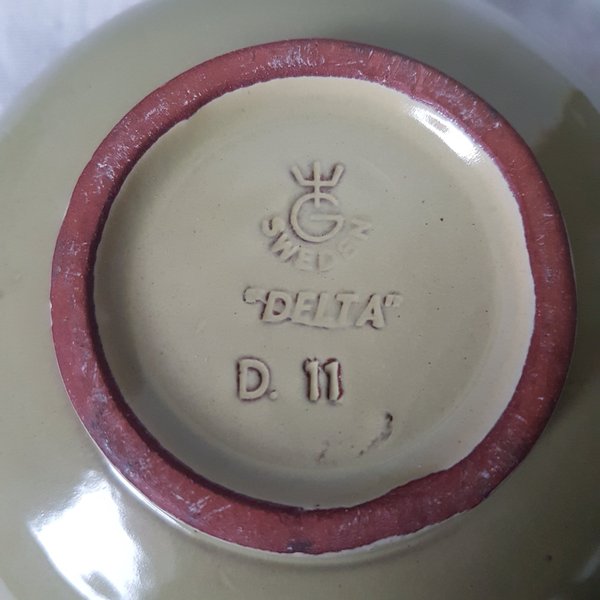 G
SWEDEN
"DELTA"
D. 11